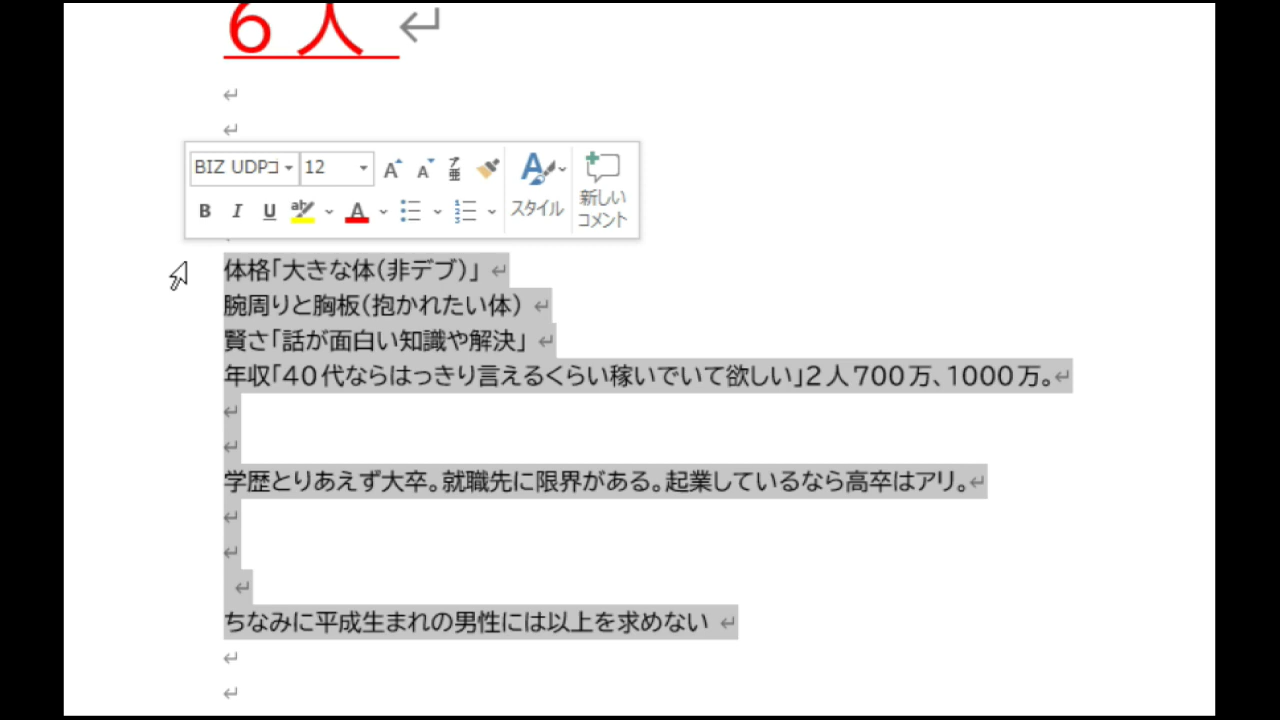 ６人
BIZ UDPゴ 12
B I U スタイル 新しい
コメント
体格「大きな体（非デブ）」
腕周りと胸板（抱かれたい体）
賢さ「話が面白い知識や解決」
年収「４０代ならはっきり言えるくらい稼いでいて欲しい」２人７００万、１０００万。
学歴とりあえず大卒。就職先に限界がある。起業しているなら高卒はアリ。
ちなみに平成生まれの男性には以上を求めない